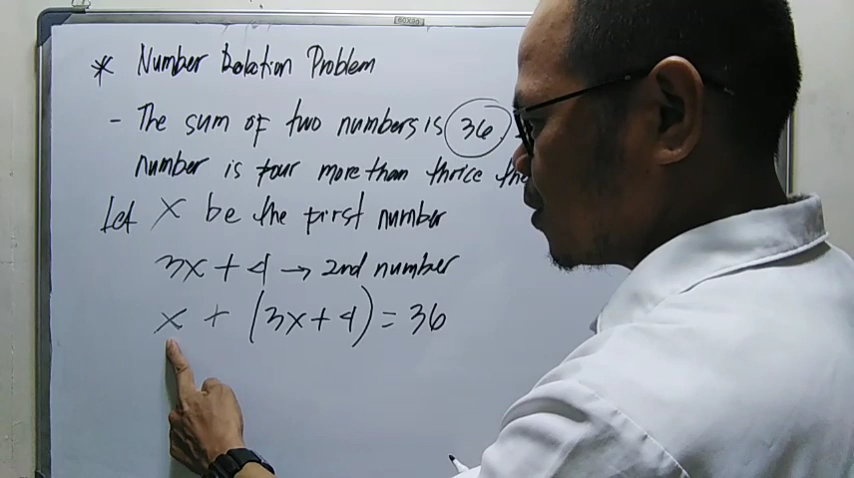 * Number Relation Problem
- The sum of two numbers is 36.
number is four more than thrice the
Let x be the first number
3x + 4 → 2nd number
x + (3x + 4) = 36